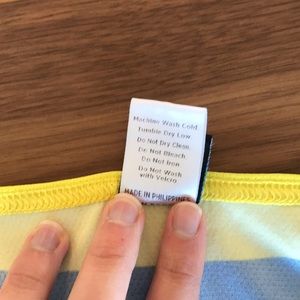 Machine Wash Cold
Tumble Dry Low
Do Not Dry Clean.
Do Not Bleach
Do Not Iron
Do Not Wash
with Velcro
MADE IN PHILIPPINES